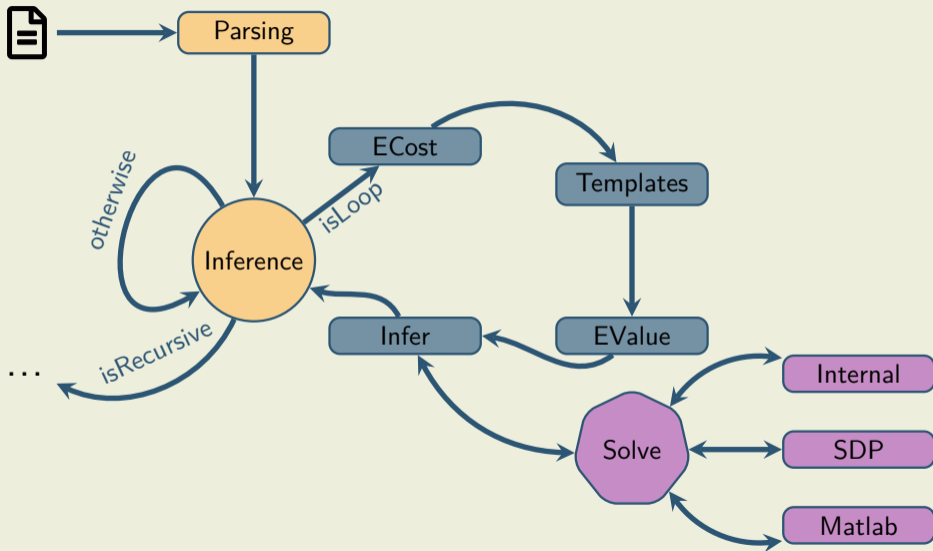 Parsing
ECost
Templates
otherwise
isLoop
Inference
Infer
EValue
isRecursive
...
Internal
Solve
SDP
Matlab